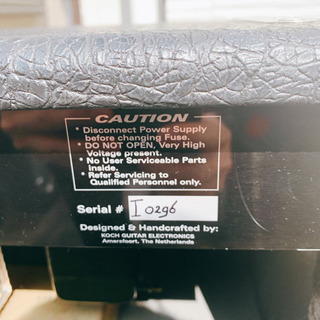 CAUTION
* Disconnect Power Supply
before changing Fuse.
* DO NOT OPEN, Very High
Voltage present.
* No User Serviceable Parts
inside.
* Refer Servicing to
Qualified Personnel only.
Serial # I0296
Designed & Handcrafted by:
KOCH GUITAR ELECTRONICS
Amersfoort, The Netherlands